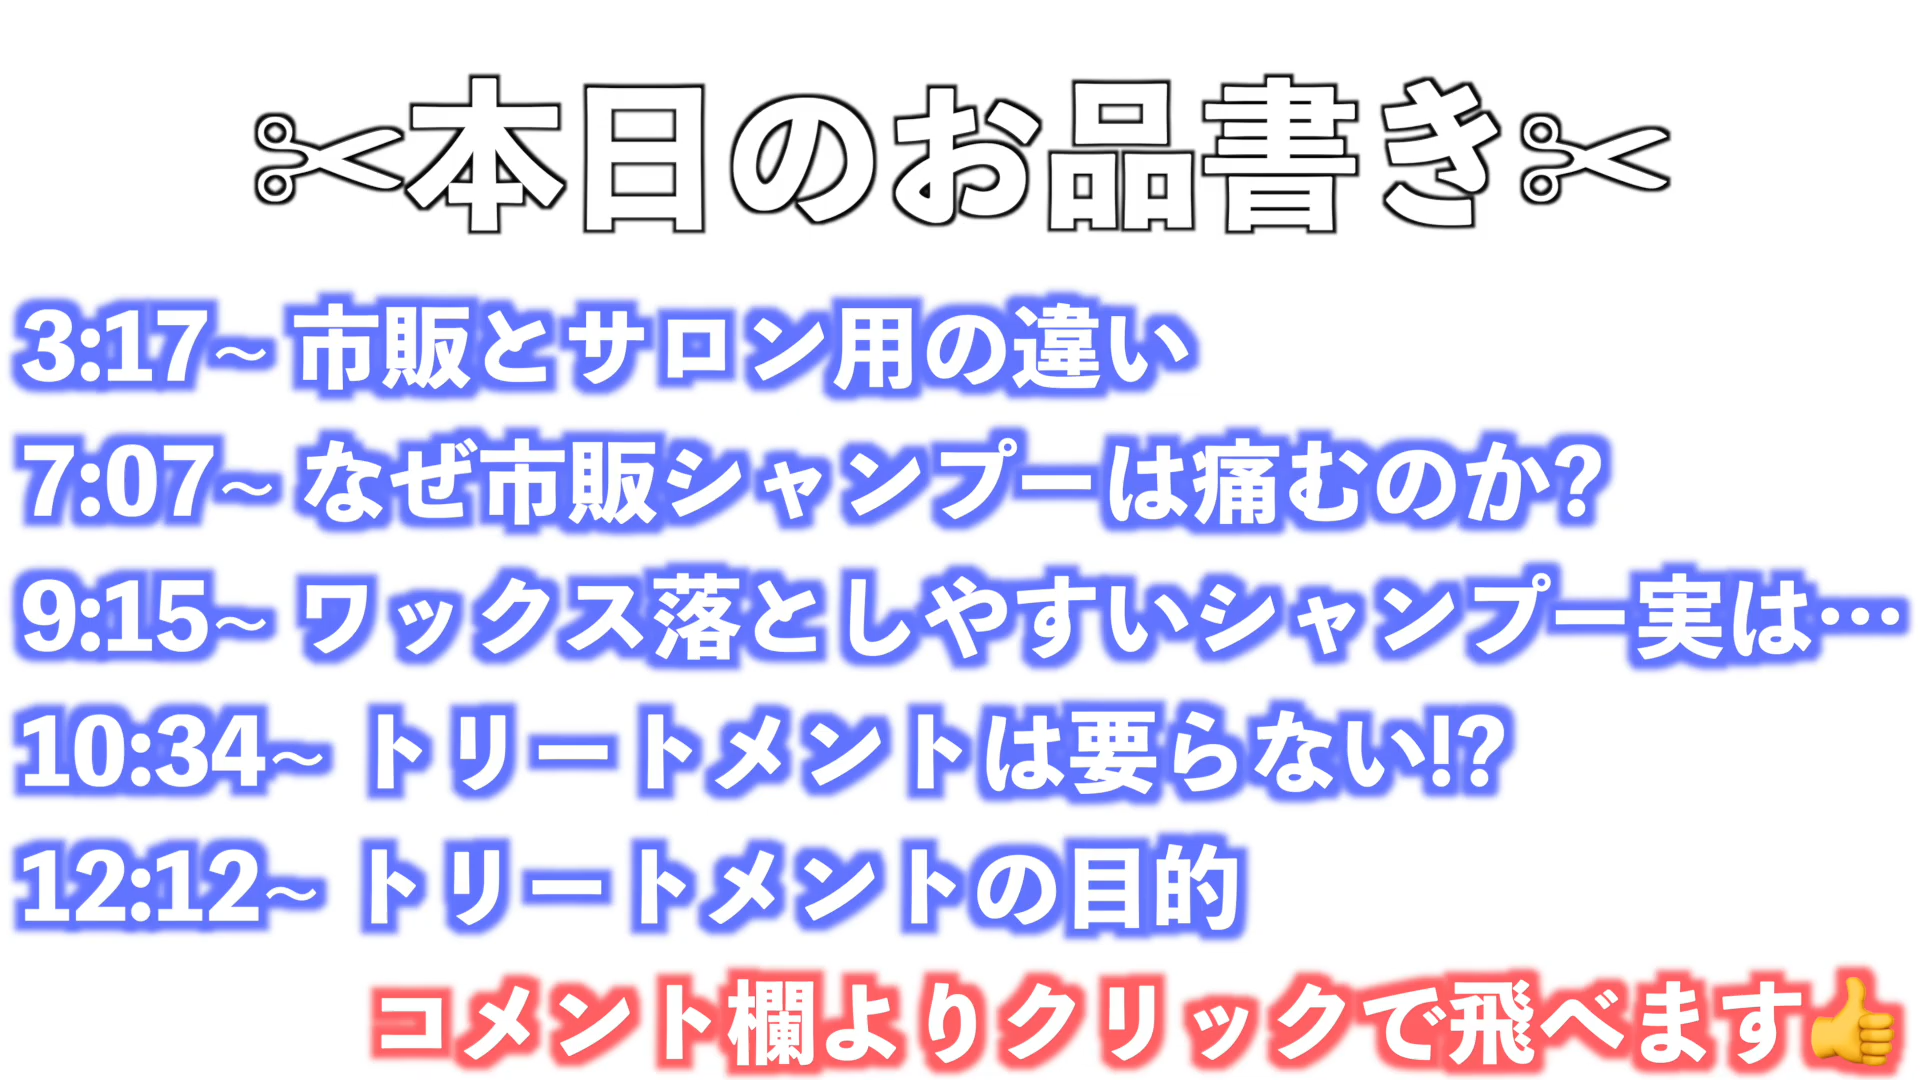 ✂本日のお品書き✂
3:17~ 市販とサロン用の違い
7:07~ なぜ市販シャンプーは痛むのか?
9:15~ ワックス落としやすいシャンプー実は…
10:34~ トリートメントは要らない!?
12:12~ トリートメントの目的
コメント欄よりクリックで飛べます👍